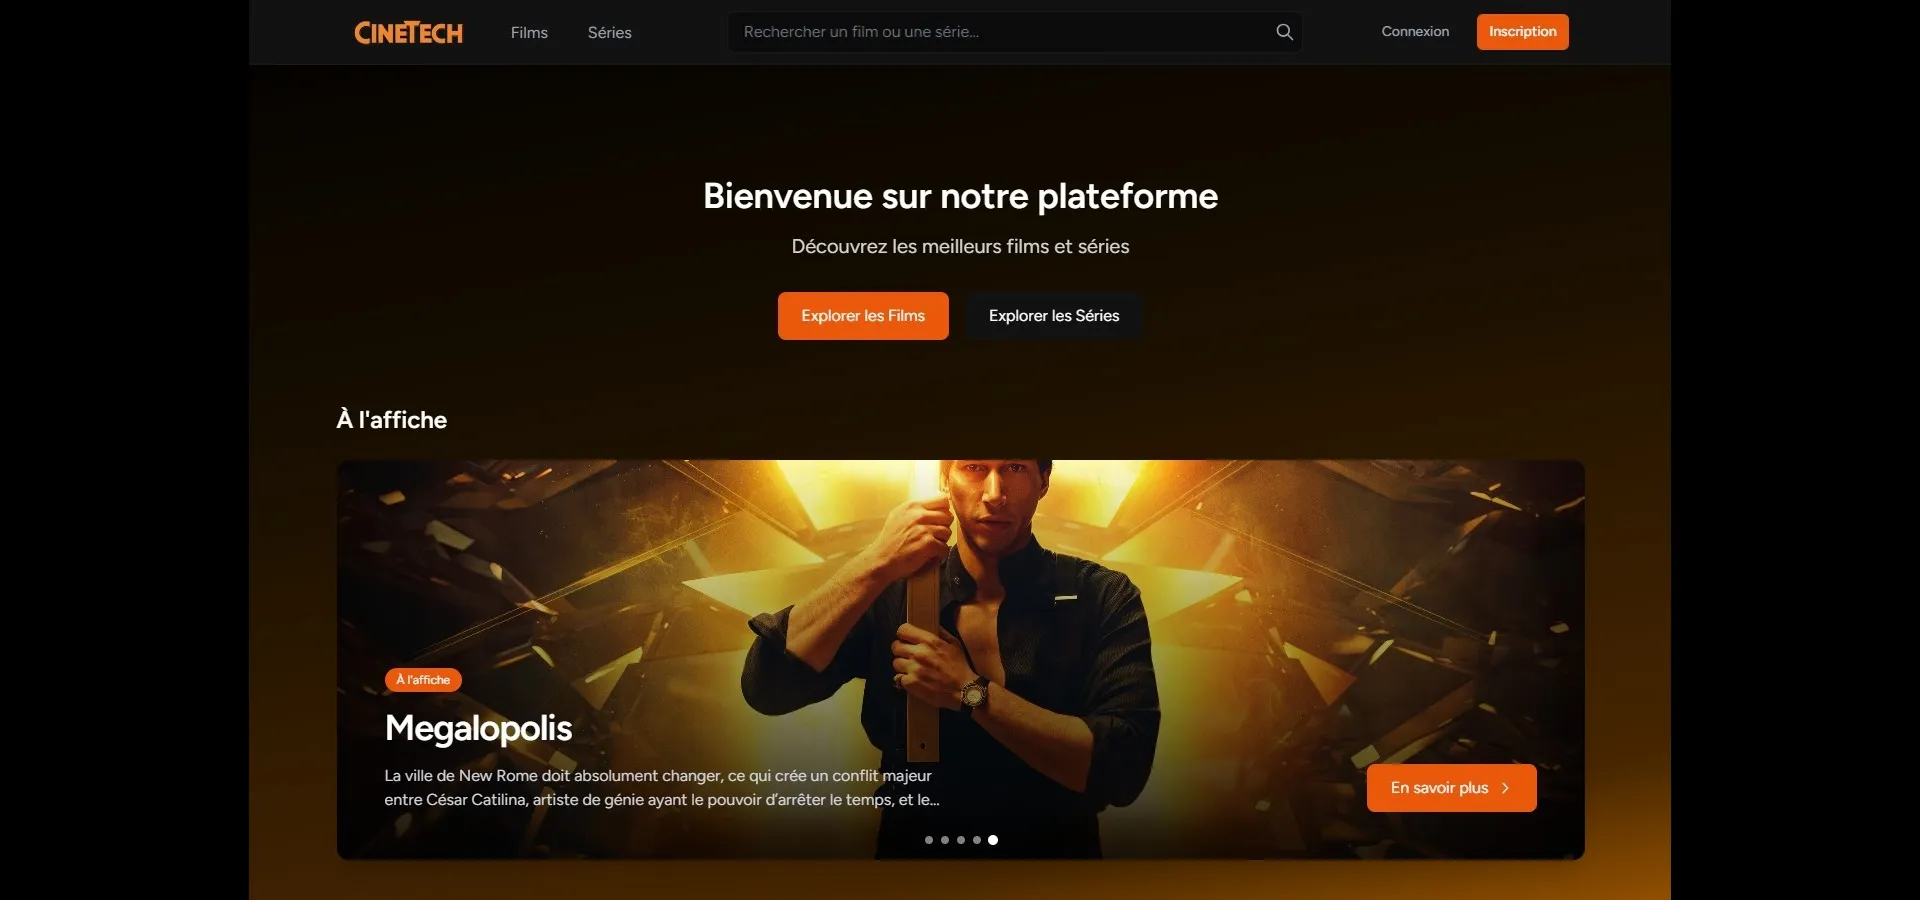 CINETECH
Films
Séries
Rechercher un film ou une série...
Connexion
Inscription
Bienvenue sur notre plateforme
Découvrez les meilleurs films et séries
Explorer les Films
Explorer les Séries
À l'affiche
À l'affiche
Megalopolis
La ville de New Rome doit absolument changer, ce qui crée un conflit majeur
entre César Catilina, artiste de génie ayant le pouvoir d’arrêter le temps, et le...
En savoir plus